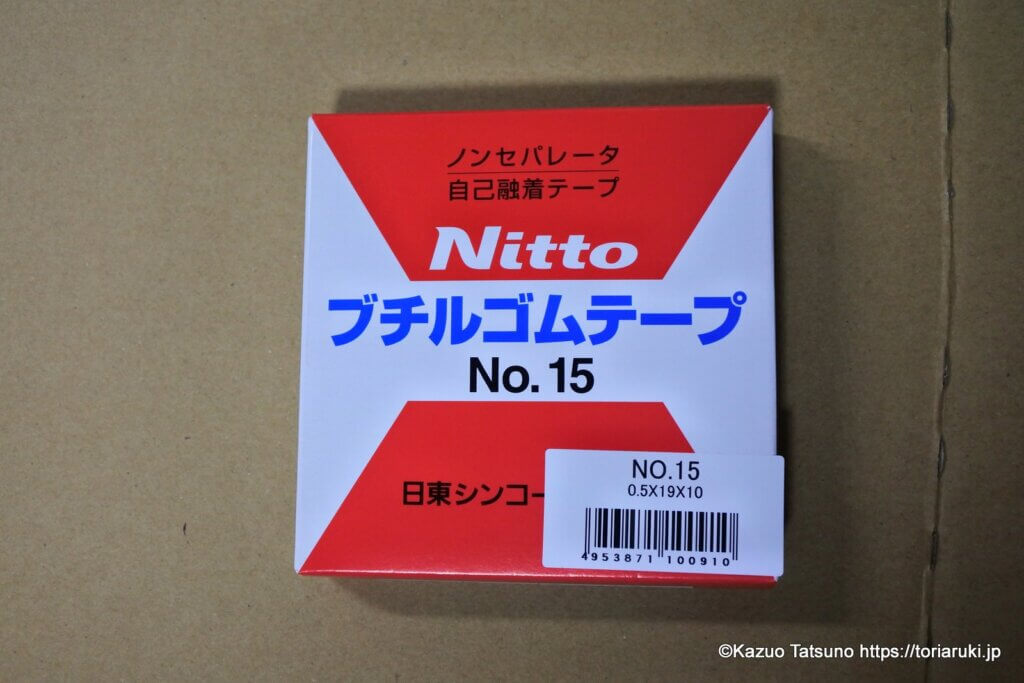 ノンセパレータ
自己融着テープ
Nitto
ブチルゴムテープ
No.15
日東シンコー
NO.15
0.5X19X10
4953871 100910
©Kazuo Tatsuno https://toriaruki.jp